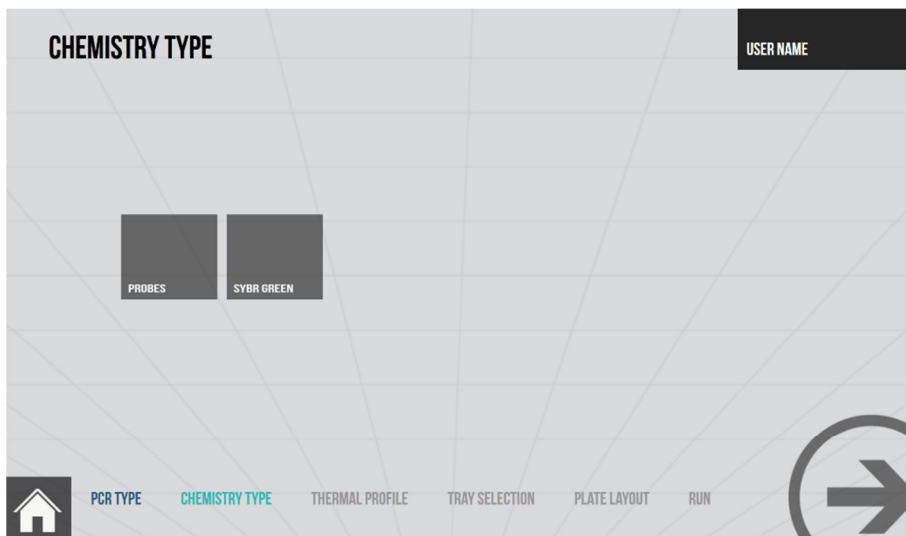 CHEMISTRY TYPE
USER NAME
PROBES
SYBR GREEN
PCR TYPE
CHEMISTRY TYPE
THERMAL PROFILE
TRAY SELECTION
PLATE LAYOUT
RUN